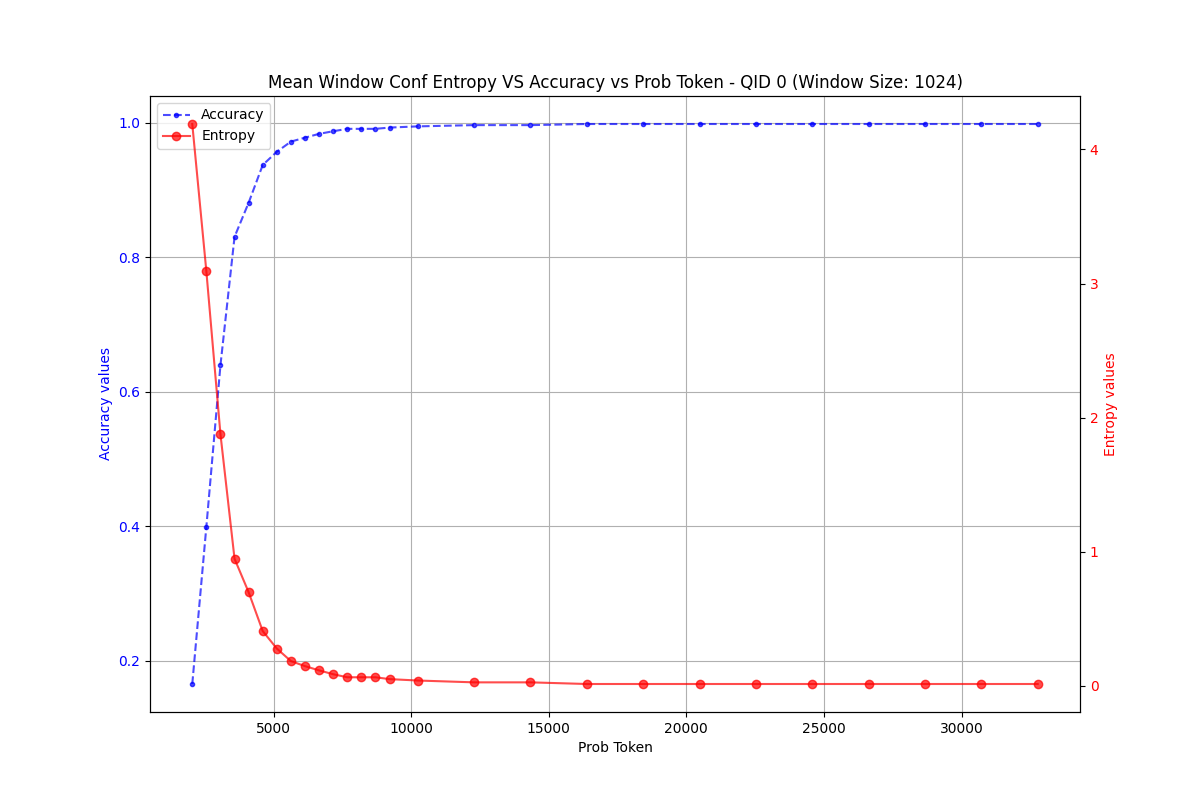 Mean Window Conf Entropy VS Accuracy vs Prob Token - QID 0 (Window Size: 1024)
Accuracy
Entropy
1.0
0.8
0.6
0.4
0.2
Accuracy values
4
3
2
1
0
Entropy values
5000 10000 15000 20000 25000 30000
Prob Token